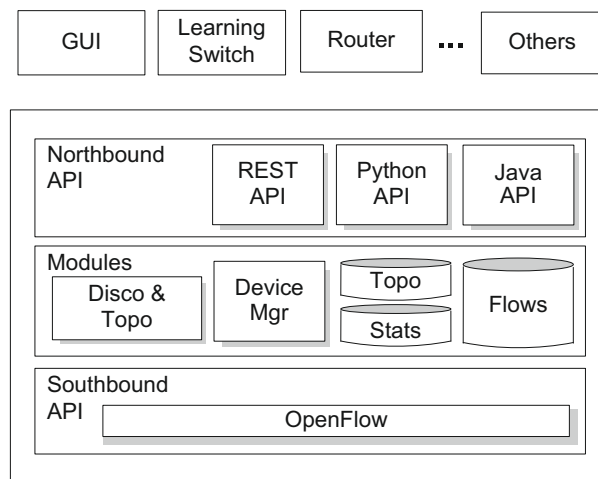 GUI
Learning
Switch
Router
...
Others
Northbound
API
REST
API
Python
API
Java
API
Modules
Disco &
Topo
Device
Mgr
Topo
Stats
Flows
Southbound
API
OpenFlow